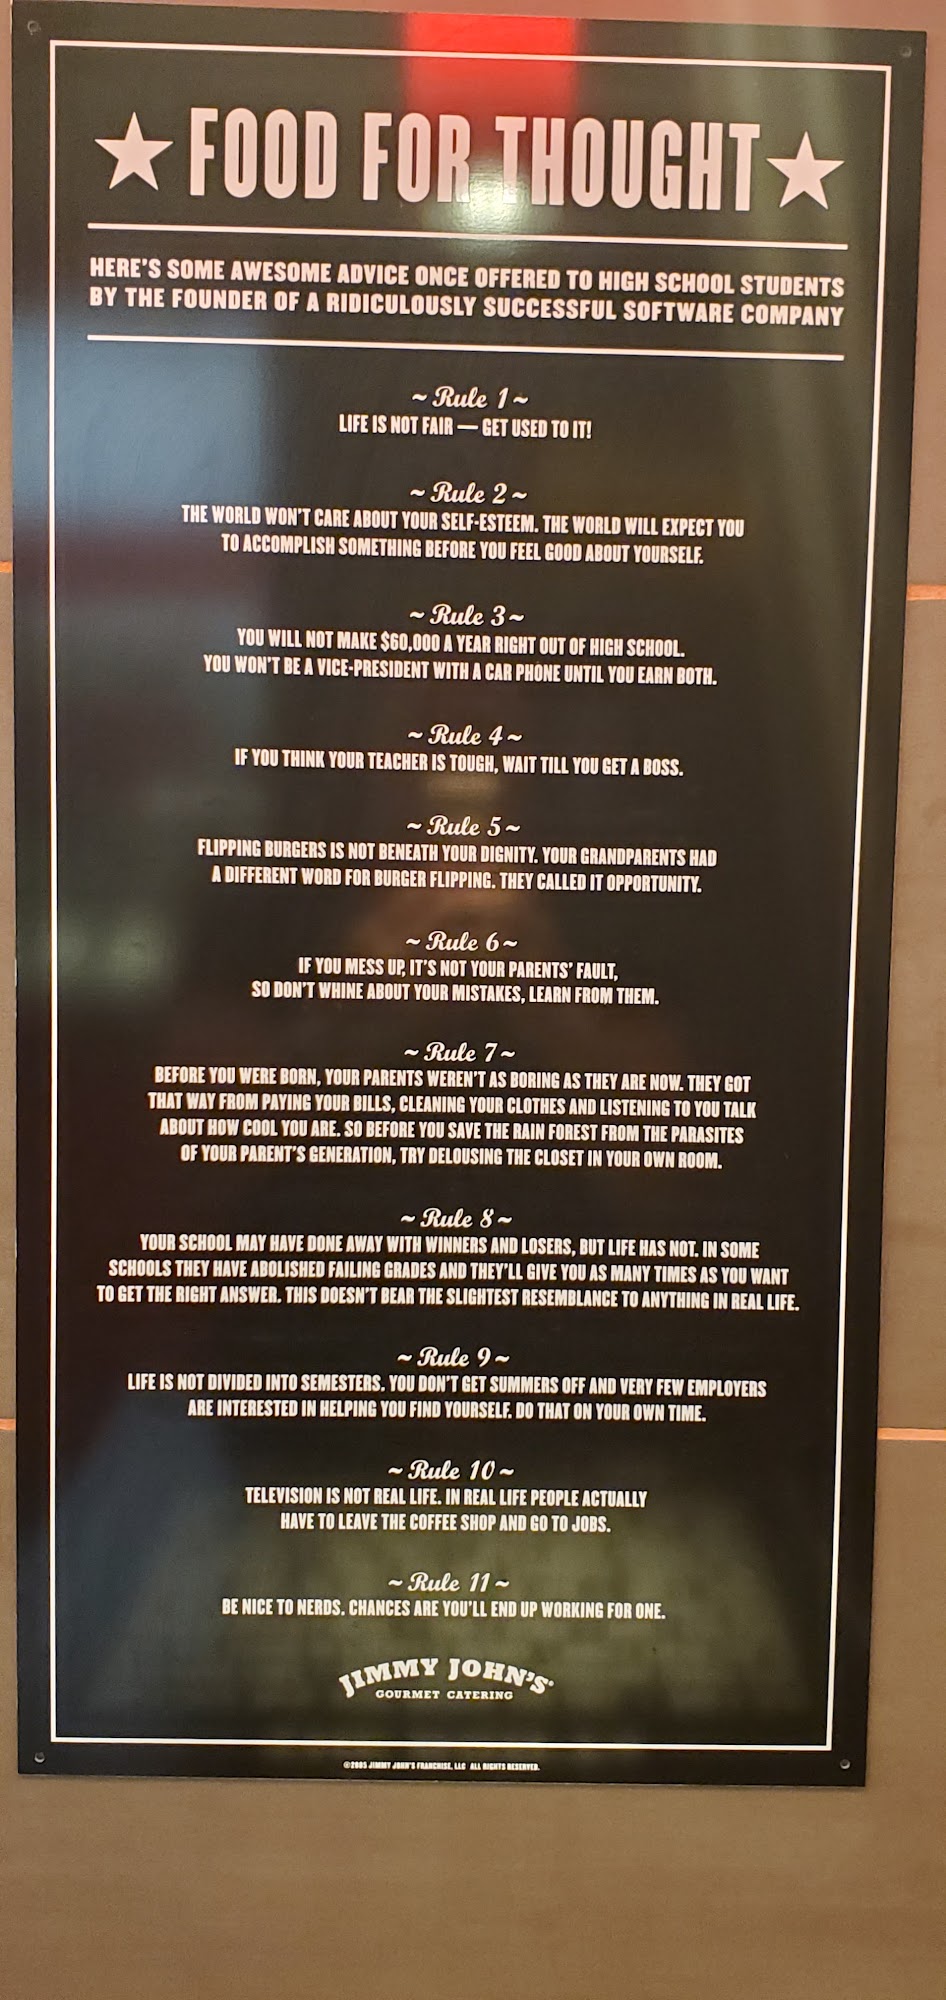 ★ FOOD FOR THOUGHT ★
HERE'S SOME AWESOME ADVICE ONCE OFFERED TO HIGH SCHOOL STUDENTS
BY THE FOUNDER OF A RIDICULOUSLY SUCCESSFUL SOFTWARE COMPANY
~ Rule 1 ~
LIFE IS NOT FAIR — GET USED TO IT!
~ Rule 2 ~
THE WORLD WON'T CARE ABOUT YOUR SELF-ESTEEM. THE WORLD WILL EXPECT YOU
TO ACCOMPLISH SOMETHING BEFORE YOU FEEL GOOD ABOUT YOURSELF.
~ Rule 3 ~
YOU WILL NOT MAKE $60,000 A YEAR RIGHT OUT OF HIGH SCHOOL.
YOU WON'T BE A VICE-PRESIDENT WITH A CAR PHONE UNTIL YOU EARN BOTH.
~ Rule 4 ~
IF YOU THINK YOUR TEACHER IS TOUGH, WAIT TILL YOU GET A BOSS.
~ Rule 5 ~
FLIPPING BURGERS IS NOT BENEATH YOUR DIGNITY. YOUR GRANDPARENTS HAD
A DIFFERENT WORD FOR BURGER FLIPPING. THEY CALLED IT OPPORTUNITY.
~ Rule 6 ~
IF YOU MESS UP, IT'S NOT YOUR PARENTS' FAULT,
SO DON'T WHINE ABOUT YOUR MISTAKES, LEARN FROM THEM.
~ Rule 7 ~
BEFORE YOU WERE BORN, YOUR PARENTS WEREN'T AS BORING AS THEY ARE NOW. THEY GOT
THAT WAY FROM PAYING YOUR BILLS, CLEANING YOUR CLOTHES AND LISTENING TO YOU TALK
ABOUT HOW COOL YOU ARE. SO BEFORE YOU SAVE THE RAIN FOREST FROM THE PARASITES
OF YOUR PARENT'S GENERATION, TRY DELOUSING THE CLOSET IN YOUR OWN ROOM.
~ Rule 8 ~
YOUR SCHOOL MAY HAVE DONE AWAY WITH WINNERS AND LOSERS, BUT LIFE HAS NOT. IN SOME
SCHOOLS THEY HAVE ABOLISHED FAILING GRADES AND THEY'LL GIVE YOU AS MANY TIMES AS YOU WANT
TO GET THE RIGHT ANSWER. THIS DOESN'T BEAR THE SLIGHTEST RESEMBLANCE TO ANYTHING IN REAL LIFE.
~ Rule 9 ~
LIFE IS NOT DIVIDED INTO SEMESTERS. YOU DON'T GET SUMMERS OFF AND VERY FEW EMPLOYERS
ARE INTERESTED IN HELPING YOU FIND YOURSELF. DO THAT ON YOUR OWN TIME.
~ Rule 10 ~
TELEVISION IS NOT REAL LIFE. IN REAL LIFE PEOPLE ACTUALLY
HAVE TO LEAVE THE COFFEE SHOP AND GO TO JOBS.
~ Rule 11 ~
BE NICE TO NERDS. CHANCES ARE YOU'LL END UP WORKING FOR ONE.
JIMMY JOHN'S®
GOURMET CATERING
©2005 JIMMY JOHN'S FRANCHISE, LLC ALL RIGHTS RESERVED.